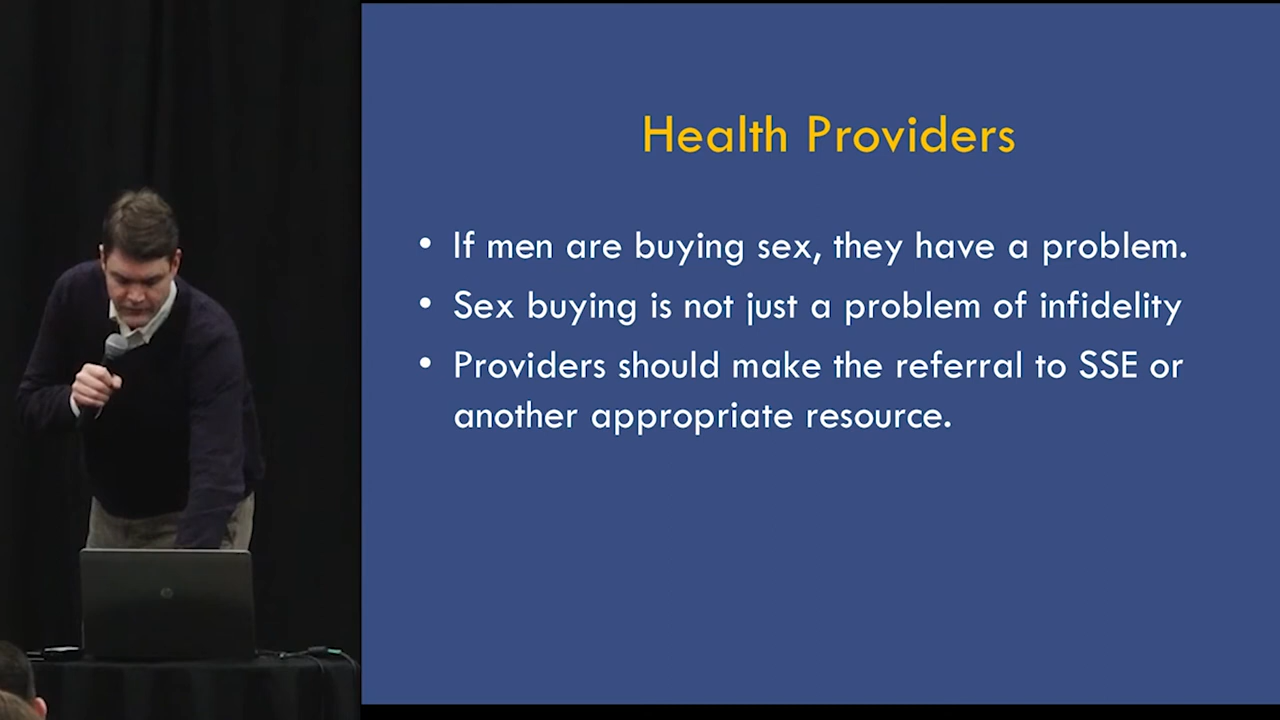 Health Providers
• If men are buying sex, they have a problem.
• Sex buying is not just a problem of infidelity
• Providers should make the referral to SSE or
another appropriate resource.